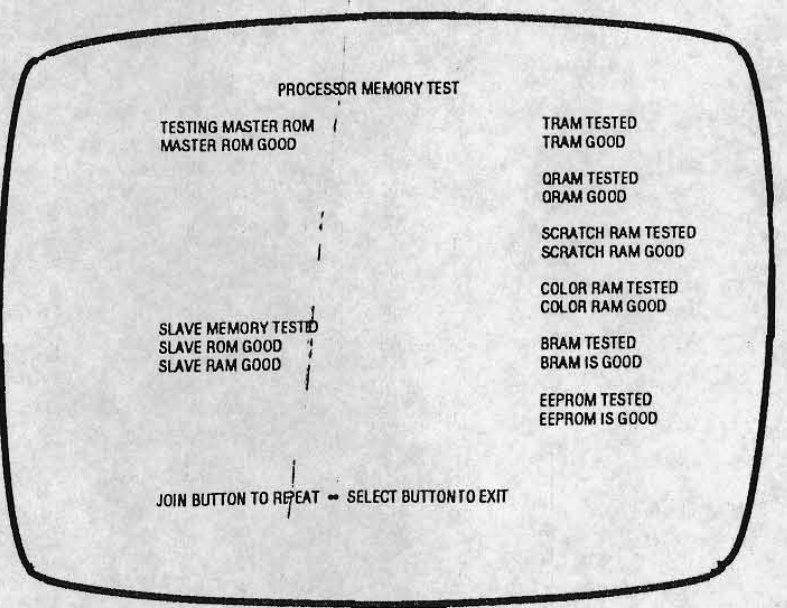 PROCESSOR MEMORY TEST
TESTING MASTER ROM
MASTER ROM GOOD
SLAVE MEMORY TESTED
SLAVE ROM GOOD
SLAVE RAM GOOD
TRAM TESTED
TRAM GOOD
QRAM TESTED
QRAM GOOD
SCRATCH RAM TESTED
SCRATCH RAM GOOD
COLOR RAM TESTED
COLOR RAM GOOD
BRAM TESTED
BRAM IS GOOD
EEPROM TESTED
EEPROM IS GOOD
JOIN BUTTON TO REPEAT -- SELECT BUTTON TO EXIT